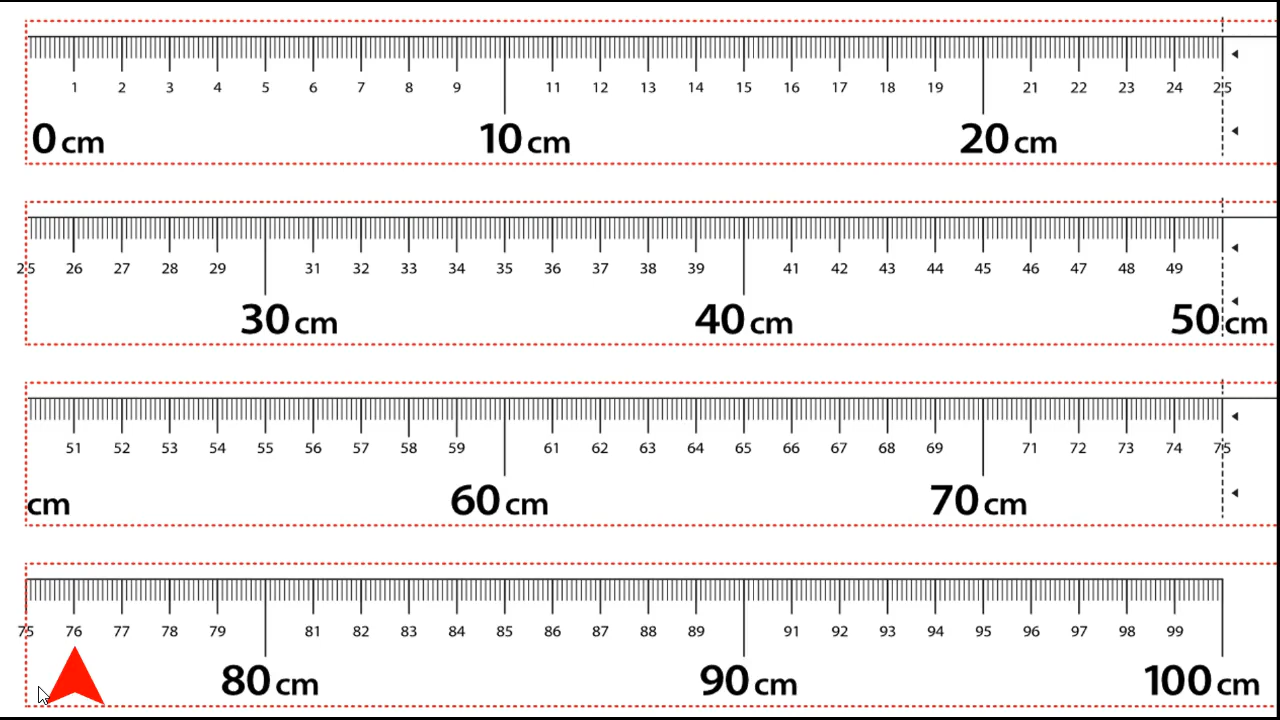 1 2 3 4 5 6 7 8 9 11 12 13 14 15 16 17 18 19 21 22 23 24 25
0 cm 10 cm 20 cm
25 26 27 28 29 31 32 33 34 35 36 37 38 39 41 42 43 44 45 46 47 48 49
30 cm 40 cm 50 cm
51 52 53 54 55 56 57 58 59 61 62 63 64 65 66 67 68 69 71 72 73 74 75
cm 60 cm 70 cm
75 76 77 78 79 81 82 83 84 85 86 87 88 89 91 92 93 94 95 96 97 98 99
80 cm 90 cm 100 cm